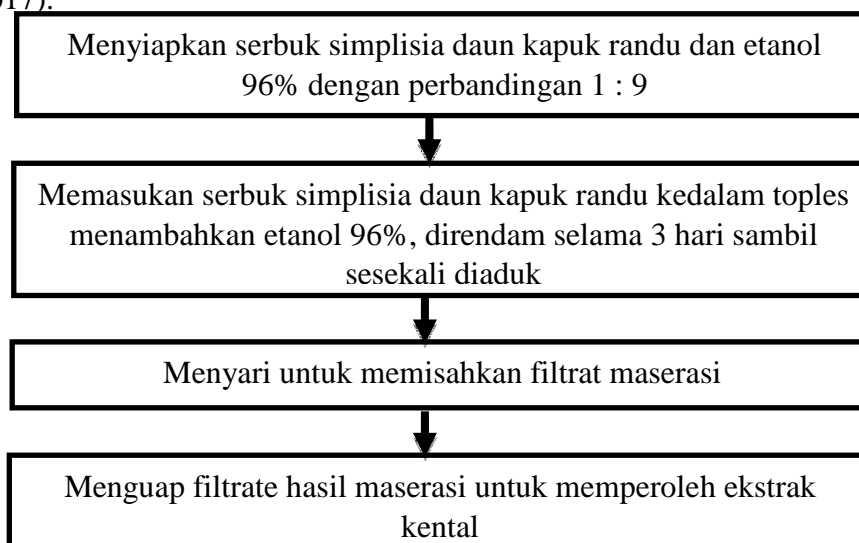 017).
Menyiapkan serbuk simplisia daun kapuk randu dan etanol
96% dengan perbandingan 1 : 9
Memasukan serbuk simplisia daun kapuk randu kedalam toples
menambahkan etanol 96%, direndam selama 3 hari sambil
sesekali diaduk
Menyari untuk memisahkan filtrat maserasi
Menguap filtrate hasil maserasi untuk memperoleh ekstrak
kental